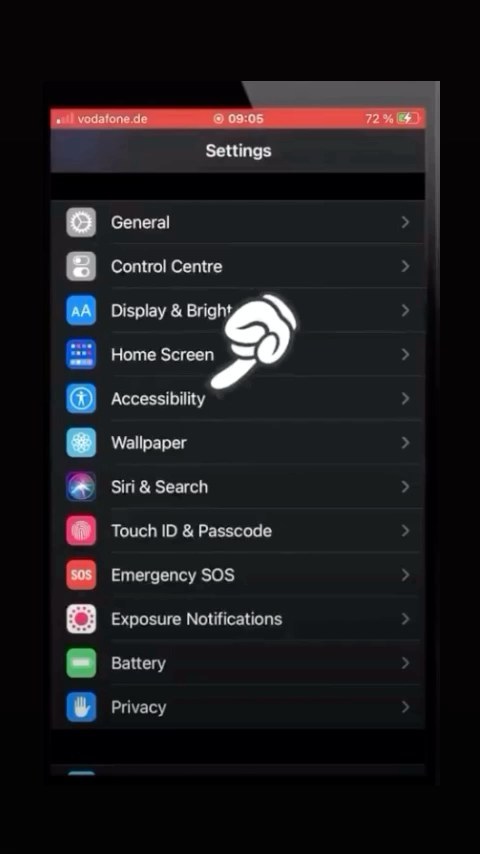 vodafone.de 09:05 72 %
Settings
General
Control Centre
AA Display & Bright
Home Screen
Accessibility
Wallpaper
Siri & Search
Touch ID & Passcode
SOS Emergency SOS
Exposure Notifications
Battery
Privacy